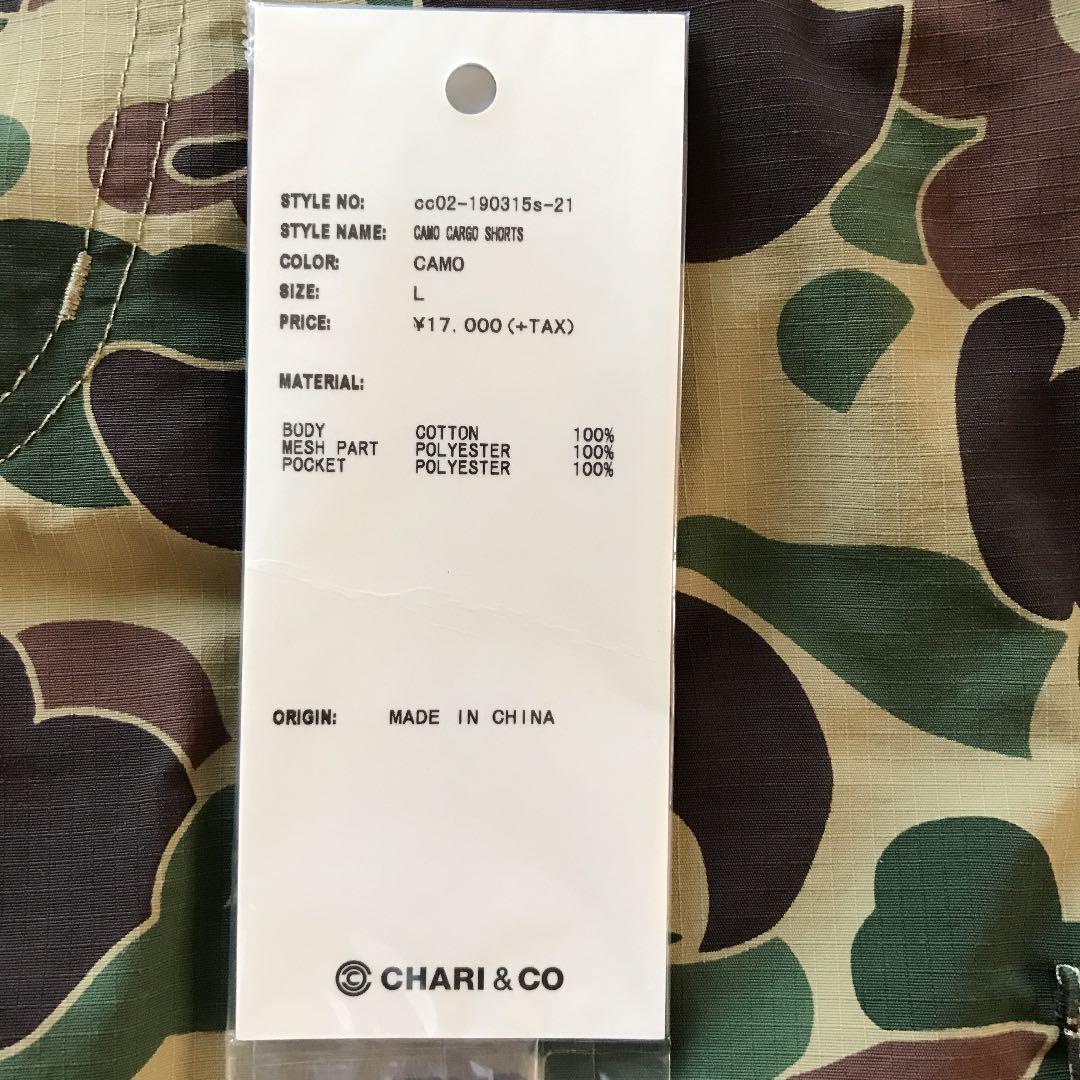 STYLE NO: cc02-190315s-21
STYLE NAME: CAMO CARGO SHORTS
COLOR: CAMO
SIZE: L
PRICE: ¥17.000(+TAX)
MATERIAL:
BODY COTTON 100%
MESH PART POLYESTER 100%
POCKET POLYESTER 100%
ORIGIN: MADE IN CHINA
CHARI & CO